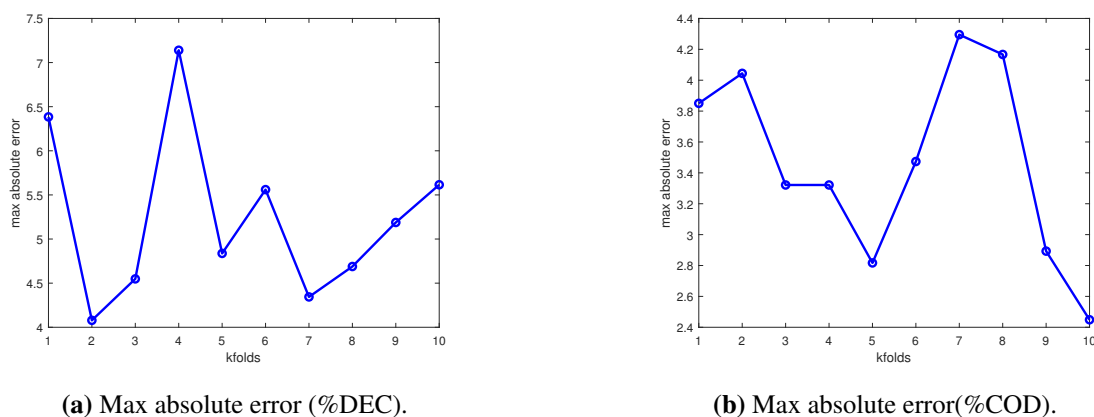 7.5
7
6.5
6
5.5
5
4.5
4
max absolute error
1 2 3 4 5 6 7 8 9 10
kfolds
(a) Max absolute error (%DEC).
4.4
4.2
4
3.8
3.6
3.4
3.2
3
2.8
2.6
2.4
max absolute error
1 2 3 4 5 6 7 8 9 10
kfolds
(b) Max absolute error(%COD).